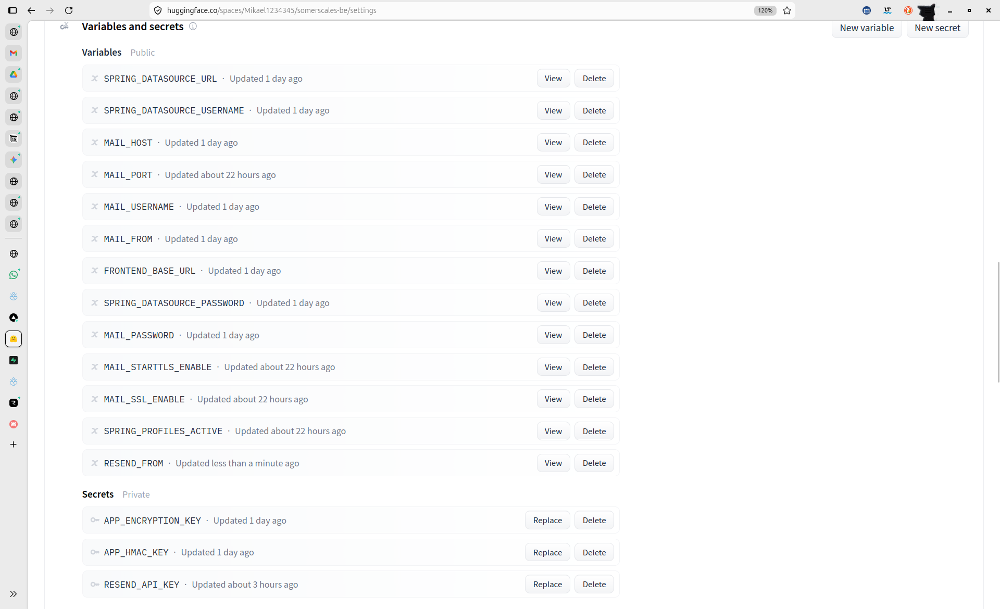 huggingface.co/spaces/Mikael1234345/somerscales-be/settings
120%
LT
Variables and secrets
New variable
New secret
Variables Public
SPRING_DATASOURCE_URL · Updated 1 day ago View Delete
SPRING_DATASOURCE_USERNAME · Updated 1 day ago View Delete
MAIL_HOST · Updated 1 day ago View Delete
MAIL_PORT · Updated about 22 hours ago View Delete
MAIL_USERNAME · Updated 1 day ago View Delete
MAIL_FROM · Updated 1 day ago View Delete
FRONTEND_BASE_URL · Updated 1 day ago View Delete
SPRING_DATASOURCE_PASSWORD · Updated 1 day ago View Delete
MAIL_PASSWORD · Updated 1 day ago View Delete
MAIL_STARTTLS_ENABLE · Updated about 22 hours ago View Delete
MAIL_SSL_ENABLE · Updated about 22 hours ago View Delete
SPRING_PROFILES_ACTIVE · Updated about 22 hours ago View Delete
RESEND_FROM · Updated less than a minute ago View Delete
Secrets Private
APP_ENCRYPTION_KEY · Updated 1 day ago Replace Delete
APP_HMAC_KEY · Updated 1 day ago Replace Delete
RESEND_API_KEY · Updated about 3 hours ago Replace Delete